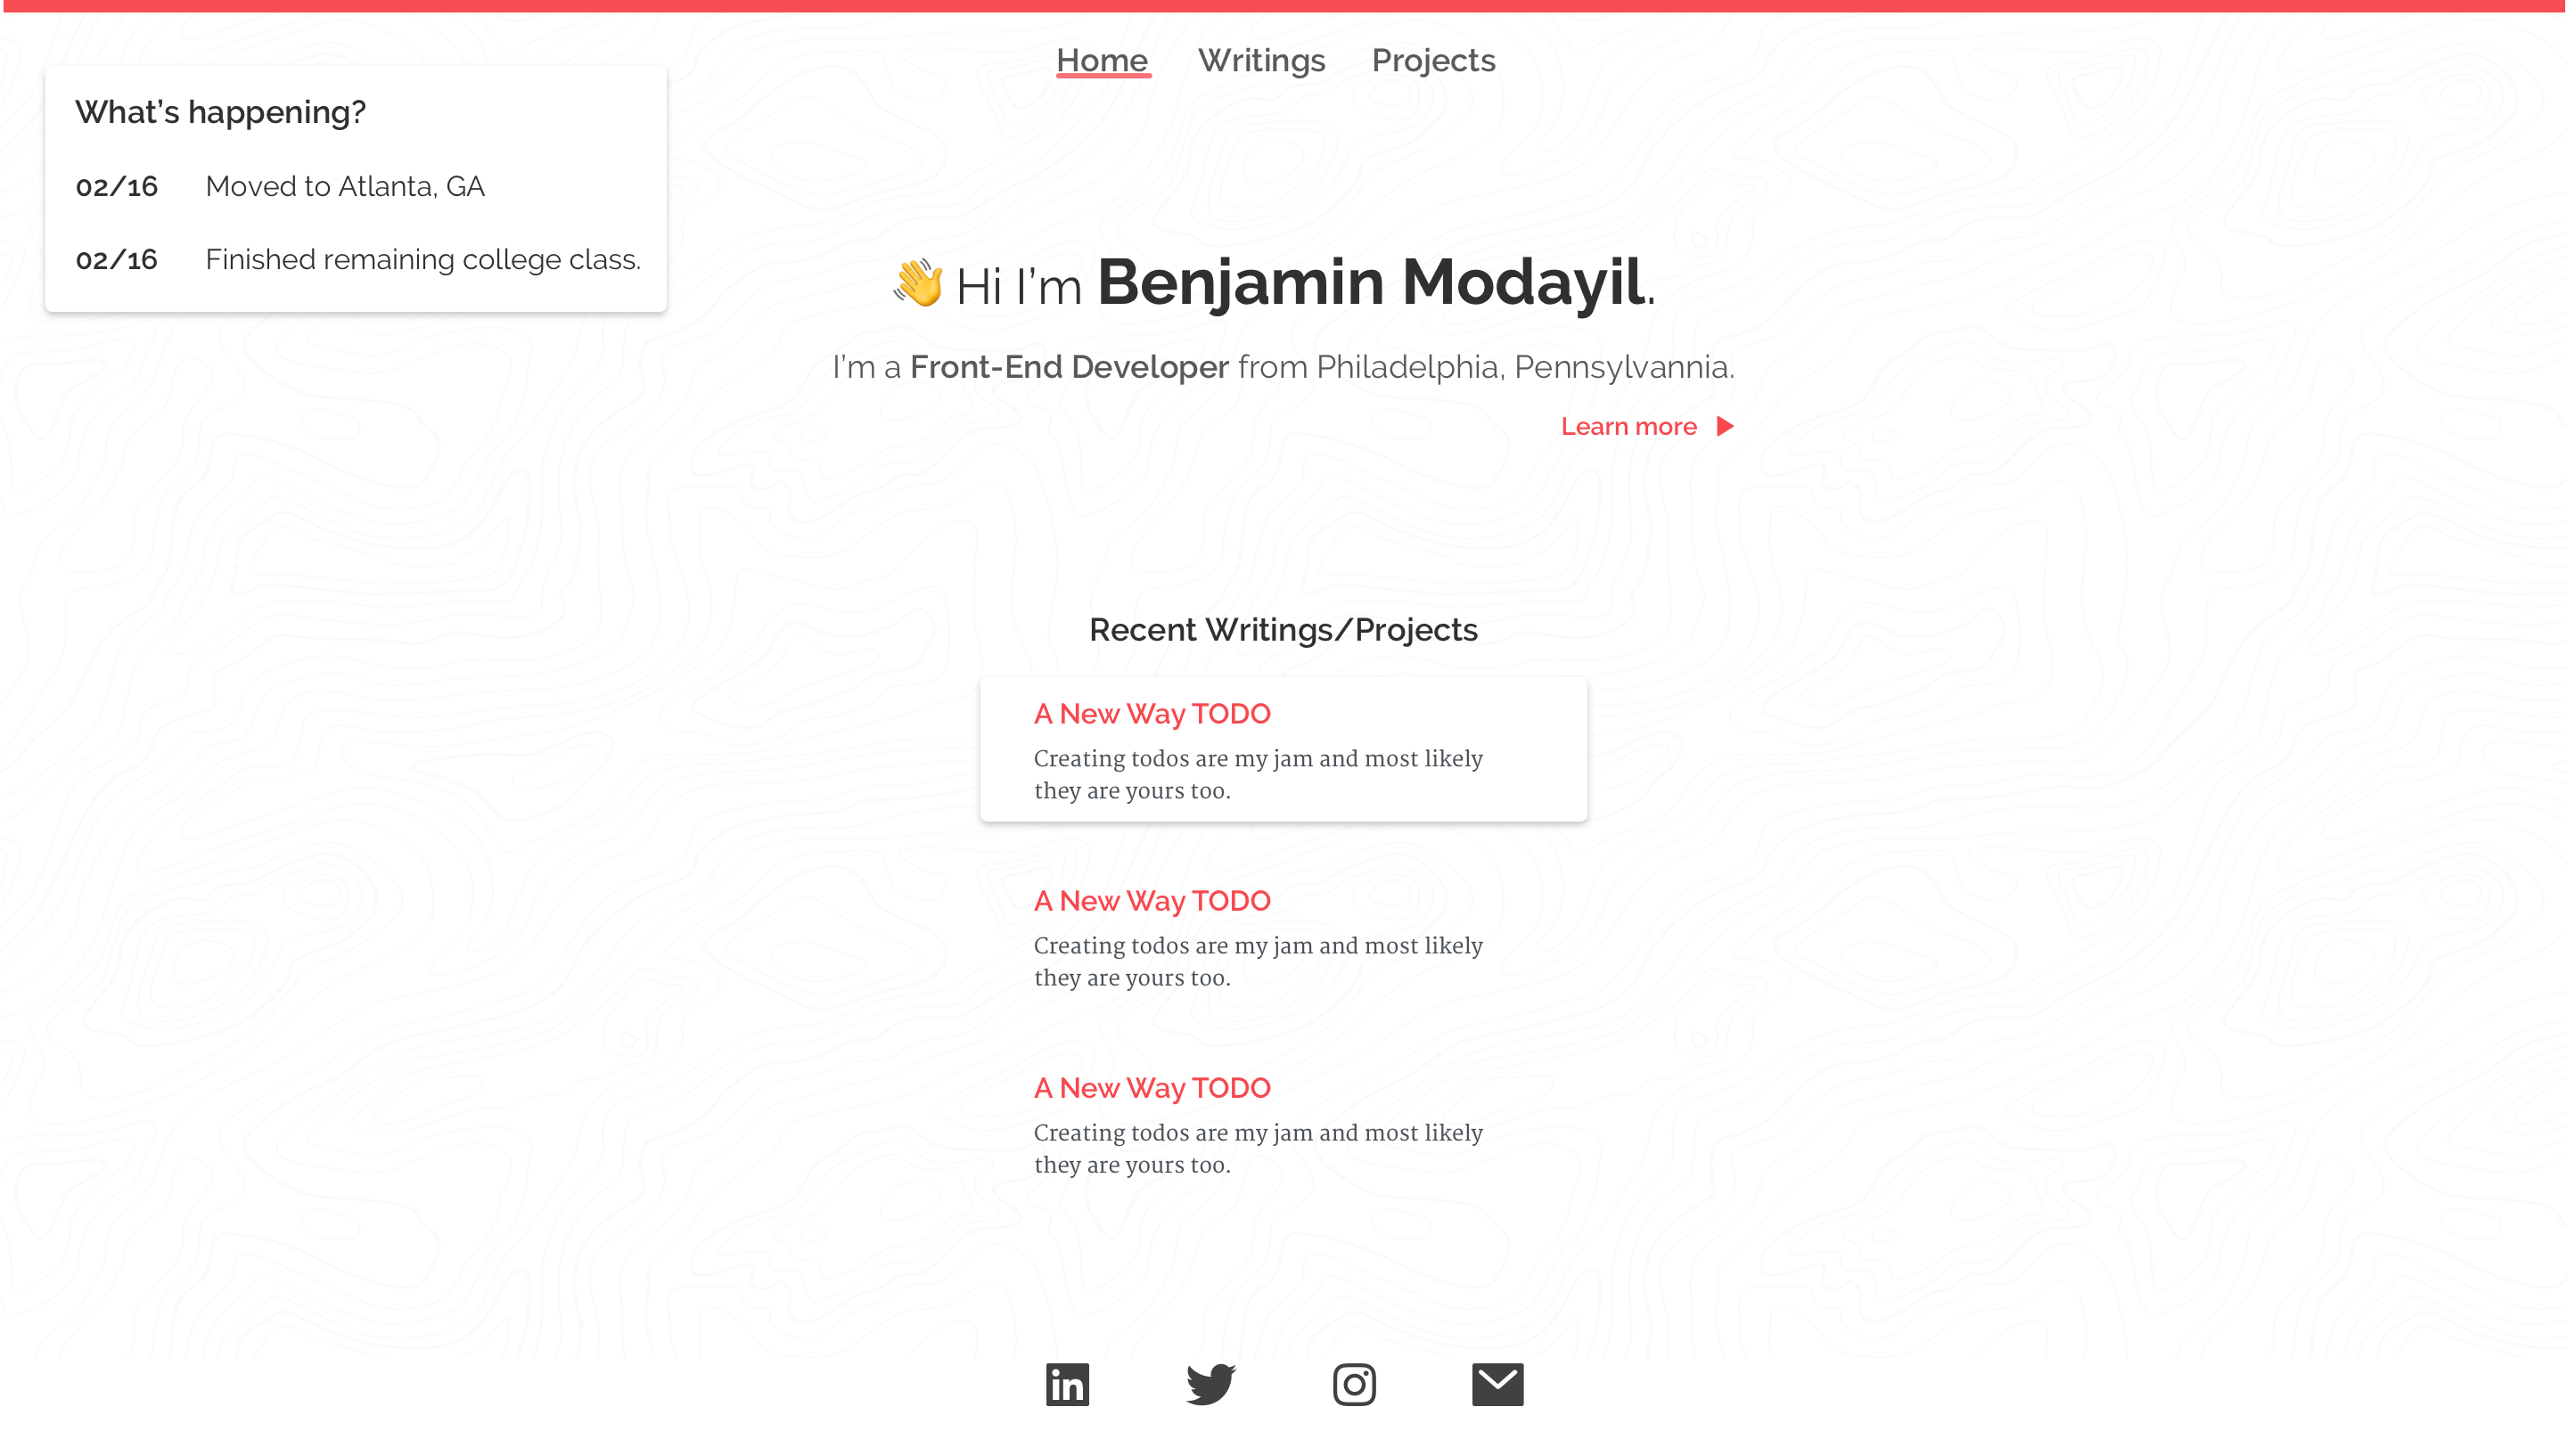 Home Writings Projects
What's happening?
02/16 Moved to Atlanta, GA
02/16 Finished remaining college class.
👋 Hi I'm Benjamin Modayil.
I'm a Front-End Developer from Philadelphia, Pennsylvannia.
Learn more
Recent Writings/Projects
A New Way TODO
Creating todos are my jam and most likely
they are yours too.
A New Way TODO
Creating todos are my jam and most likely
they are yours too.
A New Way TODO
Creating todos are my jam and most likely
they are yours too.
in